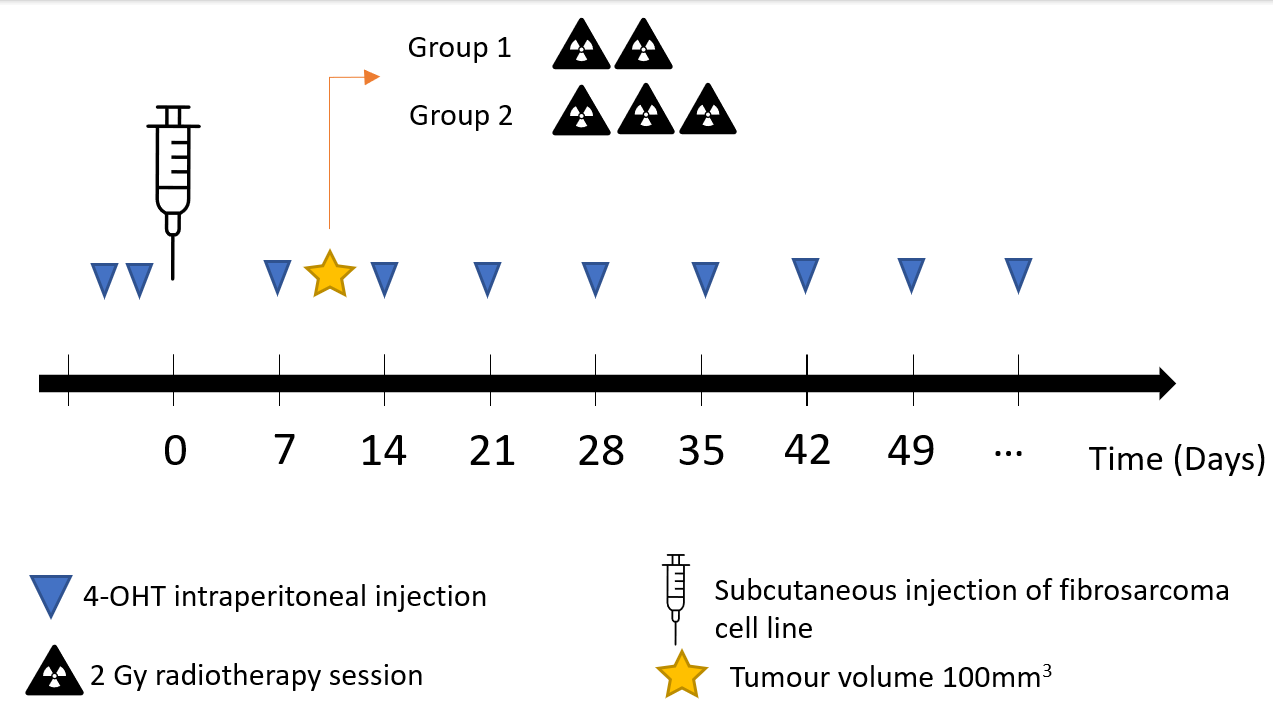 Group 1
Group 2
0 7 14 21 28 35 42 49 ... Time (Days)
4-OHT intraperitoneal injection
Subcutaneous injection of fibrosarcoma
cell line
2 Gy radiotherapy session
Tumour volume 100mm³